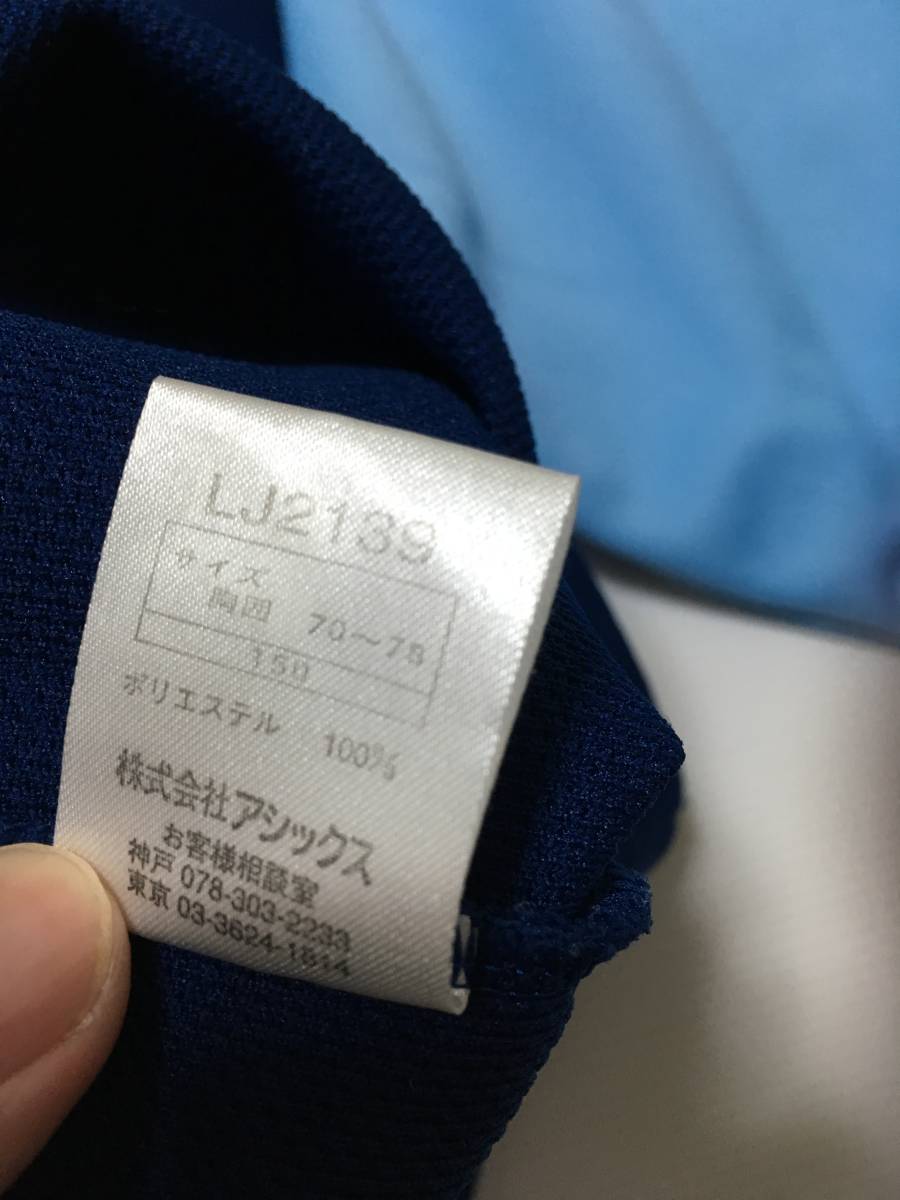 LJ2139
サイズ
胸囲 70～78
150
ポリエステル 100%
株式会社アシックス
お客様相談室
神戸 078-303-2233
東京 03-3624-1814